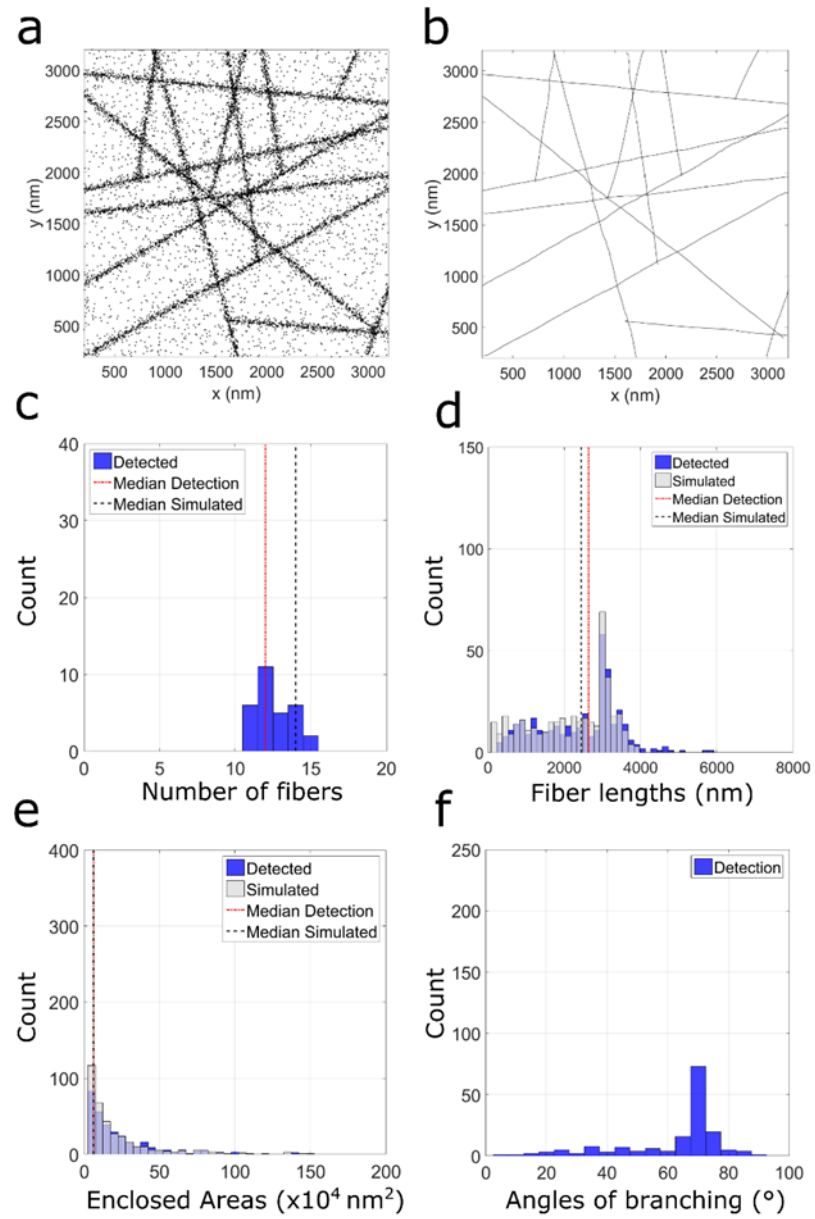 a
b
3000
2500
2000
1500
1000
500
y (nm)
500 1000 1500 2000 2500 3000
x (nm)
3000
2500
2000
1500
1000
500
y (nm)
500 1000 1500 2000 2500 3000
x (nm)
c
d
40
30
20
10
0
Count
Detected
Median Detection
Median Simulated
0 5 10 15 20
Number of fibers
150
100
50
0
Count
Detected
Simulated
Median Detection
Median Simulated
0 2000 4000 6000 8000
Fiber lengths (nm)
e
f
400
300
200
100
0
Count
Detected
Simulated
Median Detection
Median Simulated
0 50 100 150 200
Enclosed Areas (x10⁴ nm²)
250
200
150
100
50
0
Count
Detection
0 20 40 60 80 100
Angles of branching (°)